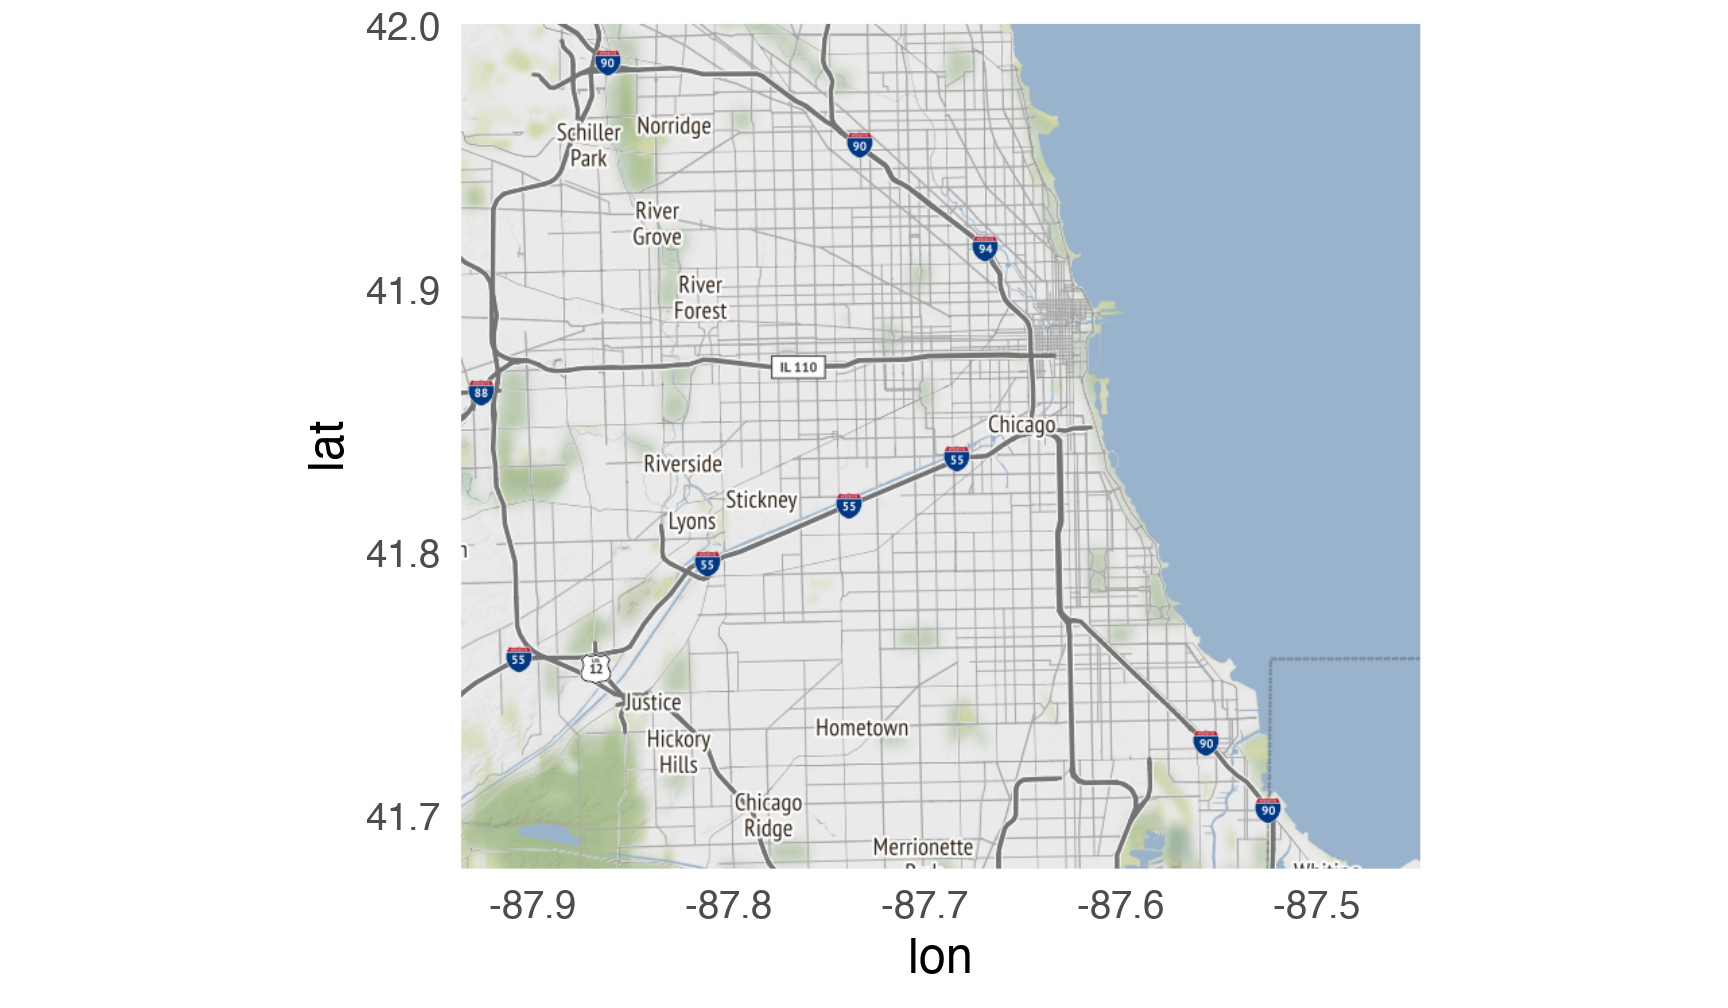 42.0
90
Schiller
Park
Norridge
90
River
Grove
94
41.9
River
Forest
IL 110
88
Chicago
lat
Riverside
55
Stickney
55
Lyons
41.8
n
55
55
US
12
Justice
Hometown
Hickory
Hills
90
Chicago
Ridge
90
41.7
Merrionette
-87.9
-87.8
-87.7
-87.6
-87.5
lon